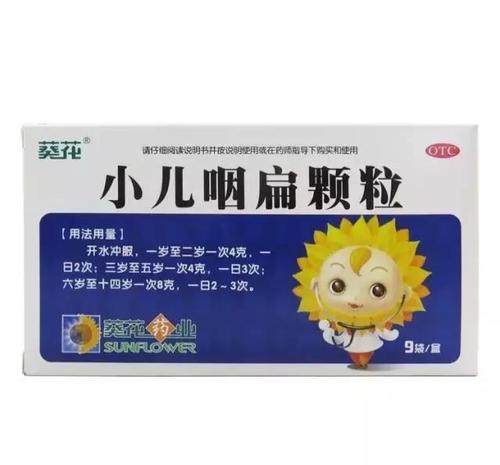 葵花®
请仔细阅读说明书并按说明使用或在药师指导下购买和使用
OTC
小儿咽扁颗粒
【用法用量】
开水冲服，一岁至二岁一次4克，一
日2次；三岁至五岁一次4克，一日3次；
六岁至十四岁一次8克，一日2～3次。
葵花药业
SUNFLOWER
9袋/盒